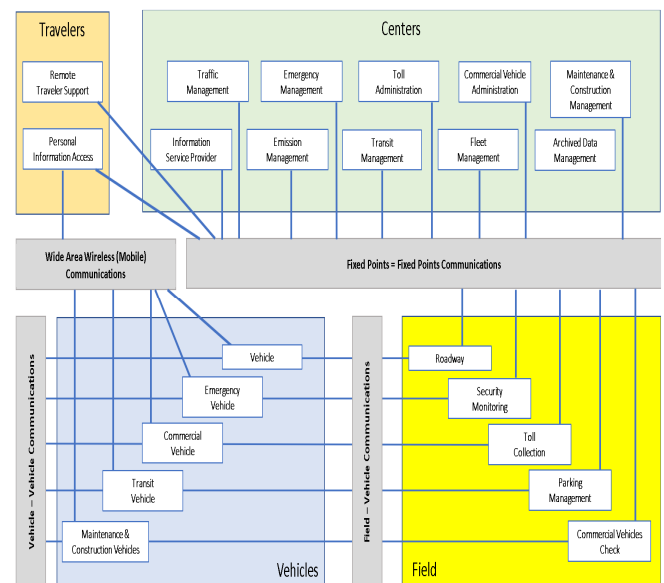 Travelers
Remote
Traveler Support
Personal
Information Access
Centers
Traffic
Management
Emergency
Management
Toll
Administration
Commercial Vehicle
Administration
Maintenance &
Construction
Management
Information
Service Provider
Emission
Management
Transit
Management
Fleet
Management
Archived Data
Management
Wide Area Wireless (Mobile)
Communications
Fixed Points = Fixed Points Communications
Vehicle – Vehicle Communications
Vehicle
Emergency
Vehicle
Commercial
Vehicle
Transit
Vehicle
Maintenance &
Construction Vehicles
Vehicles
Field – Vehicle Communications
Roadway
Security
Monitoring
Toll
Collection
Parking
Management
Commercial Vehicles
Check
Field